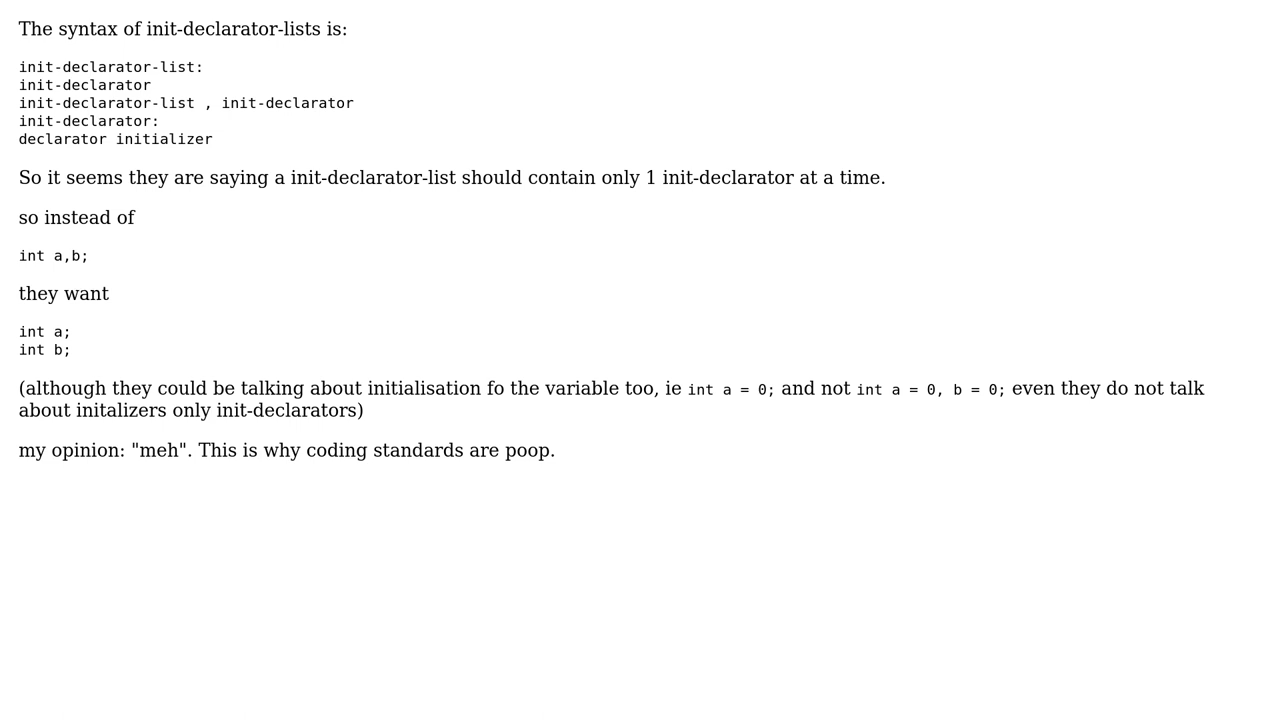 The syntax of init-declarator-lists is:
init-declarator-list:
init-declarator
init-declarator-list , init-declarator
init-declarator:
declarator initializer
So it seems they are saying a init-declarator-list should contain only 1 init-declarator at a time.
so instead of
int a,b;
they want
int a;
int b;
(although they could be talking about initialisation fo the variable too, ie int a = 0; and not int a = 0, b = 0; even they do not talk
about initalizers only init-declarators)
my opinion: "meh". This is why coding standards are poop.